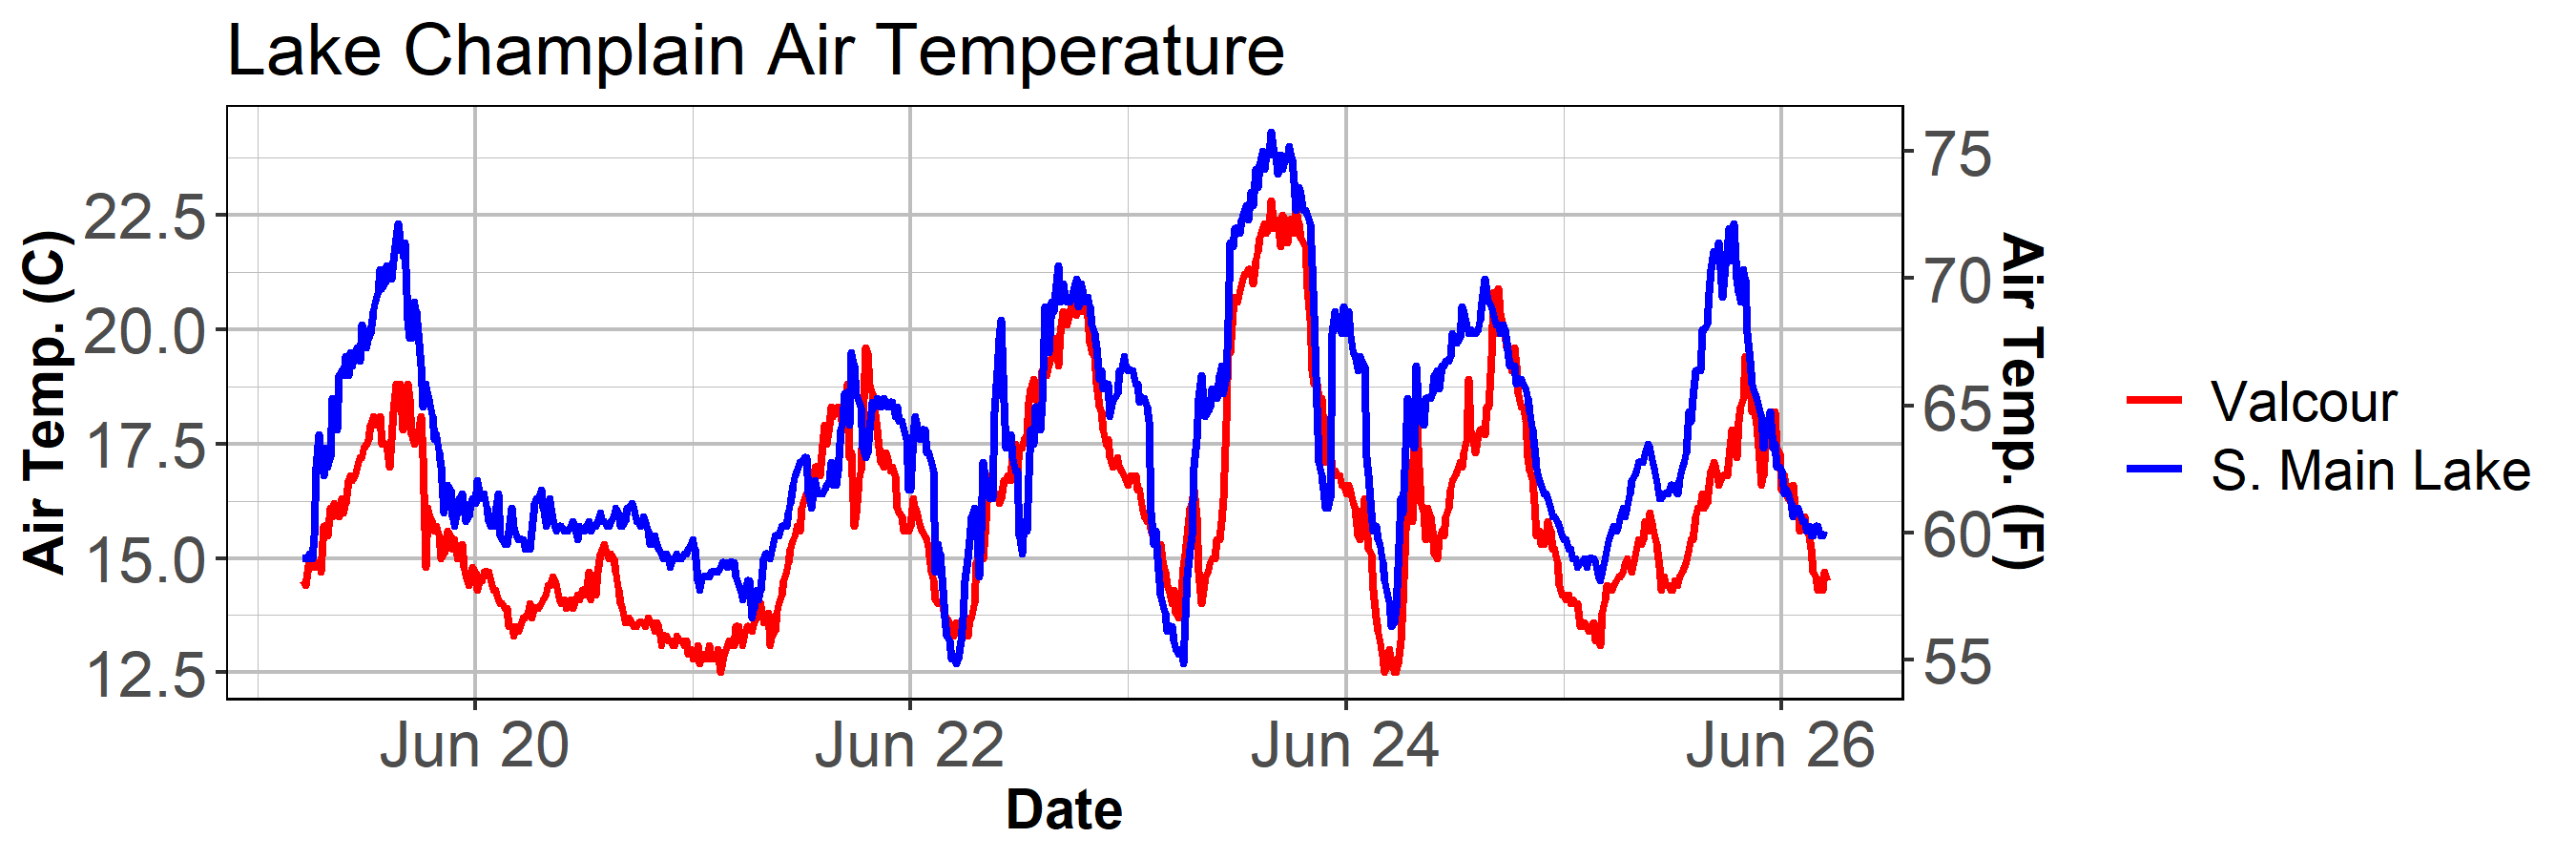 Lake Champlain Air Temperature
Air Temp. (C)
22.5
20.0
17.5
15.0
12.5
75
70
65
60
55
Air Temp. (F)
Jun 20
Jun 22
Jun 24
Jun 26
Date
Valcour
S. Main Lake